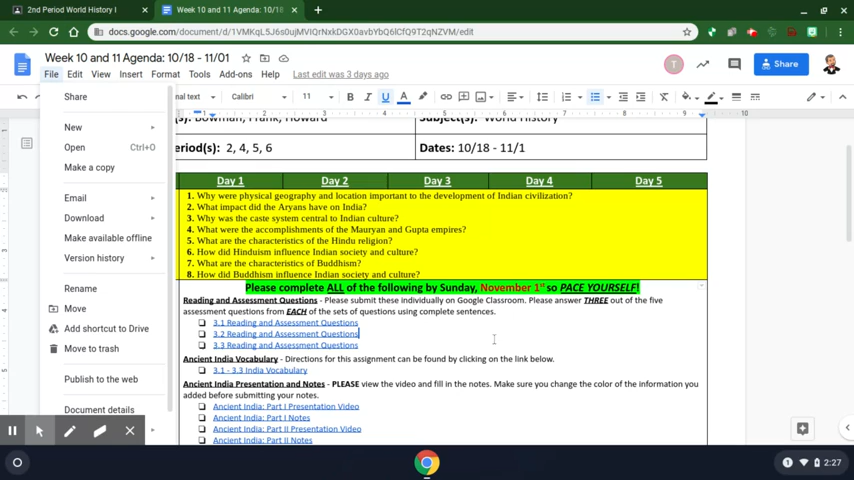 2nd Period World History I
Week 10 and 11 Agenda: 10/18 -
docs.google.com/document/d/1VMKqL5J6s0ujMVIQrNxkDGX0avbYbQ6lCfQ9T2qNZVM/edit
Week 10 and 11 Agenda: 10/18 - 11/01
File Edit View Insert Format Tools Add-ons Help Last edit was 3 days ago
T
Share
mal text Calibri 11 B I U A
1 2 3 4 5 6 7 8 9 10
Share
New
Open Ctrl+O
Make a copy
Email
Download
Make available offline
Version history
Rename
Move
Add shortcut to Drive
Move to trash
Publish to the web
Document details
(s): Bowman, Frank, Howard Subject(s): World History
eriod(s): 2, 4, 5, 6 Dates: 10/18 - 11/1
Day 1 Day 2 Day 3 Day 4 Day 5
1. Why were physical geography and location important to the development of Indian civilization?
2. What impact did the Aryans have on India?
3. Why was the caste system central to Indian culture?
4. What were the accomplishments of the Mauryan and Gupta empires?
5. What are the characteristics of the Hindu religion?
6. How did Hinduism influence Indian society and culture?
7. What are the characteristics of Buddhism?
8. How did Buddhism influence Indian society and culture?
Please complete ALL of the following by Sunday, November 1st so PACE YOURSELF!
Reading and Assessment Questions - Please submit these individually on Google Classroom. Please answer THREE out of the five
assessment questions from EACH of the sets of questions using complete sentences.
3.1 Reading and Assessment Questions
3.2 Reading and Assessment Questions
3.3 Reading and Assessment Questions
Ancient India Vocabulary - Directions for this assignment can be found by clicking on the link below.
3.1 - 3.3 India Vocabulary
Ancient India Presentation and Notes - PLEASE view the video and fill in the notes. Make sure you change the color of the information you
added before submitting your notes.
Ancient India: Part I Presentation Video
Ancient India: Part I Notes
Ancient India: Part II Presentation Video
Ancient India: Part II Notes
1 2:27